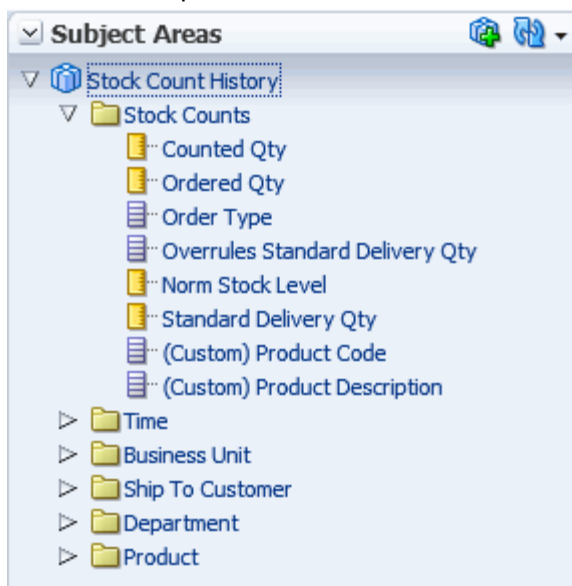 Subject Areas
Stock Count History
Stock Counts
Counted Qty
Ordered Qty
Order Type
Overrules Standard Delivery Qty
Norm Stock Level
Standard Delivery Qty
(Custom) Product Code
(Custom) Product Description
Time
Business Unit
Ship To Customer
Department
Product